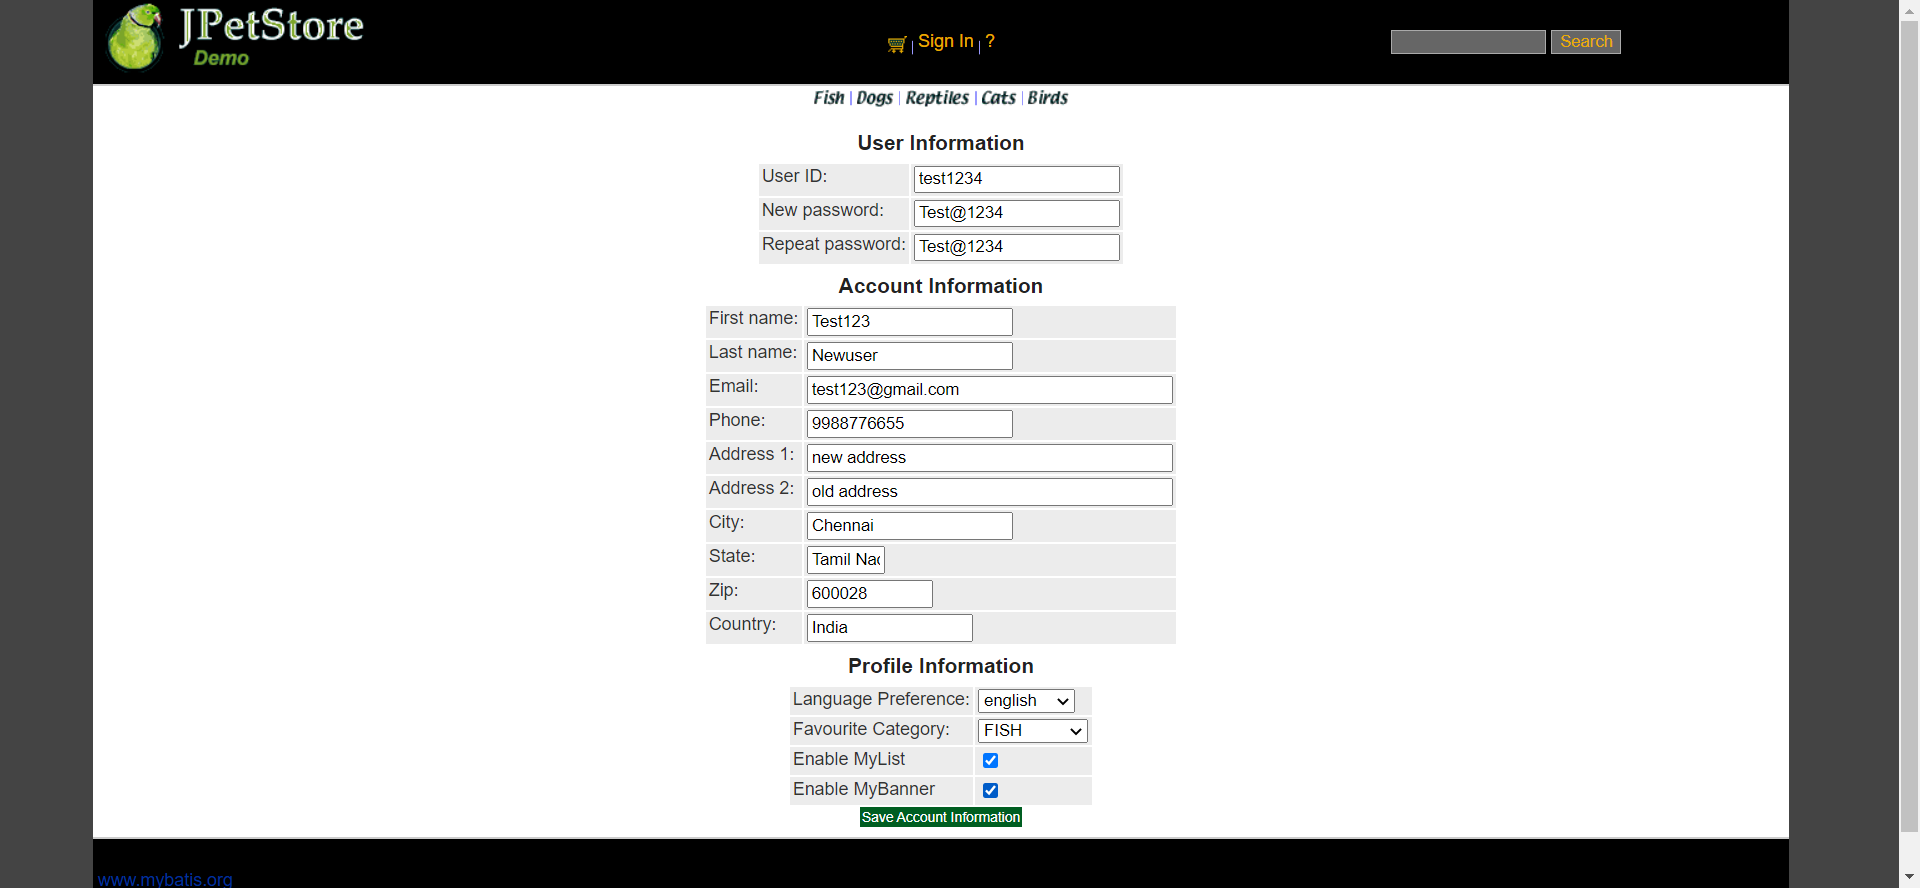 JPetStore
Demo
Sign In | ?
Search
Fish | Dogs | Reptiles | Cats | Birds
User Information
User ID: test1234
New password: Test@1234
Repeat password: Test@1234
Account Information
First name: Test123
Last name: Newuser
Email: test123@gmail.com
Phone: 9988776655
Address 1: new address
Address 2: old address
City: Chennai
State: Tamil Nad
Zip: 600028
Country: India
Profile Information
Language Preference: english
Favourite Category: FISH
Enable MyList
Enable MyBanner
Save Account Information
www.mybatis.org